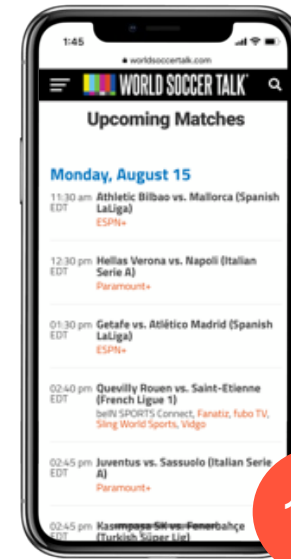 1:45
worldsoccertalk.com
WORLD SOCCER TALK
Upcoming Matches
Monday, August 15
11:30 am Athletic Bilbao vs. Mallorca (Spanish
EDT LaLiga)
ESPN+
12:30 pm Hellas Verona vs. Napoli (Italian
EDT Serie A)
Paramount+
01:30 pm Getafe vs. Atlético Madrid (Spanish
EDT LaLiga)
ESPN+
02:40 pm Quevilly Rouen vs. Saint-Etienne
EDT (French Ligue 1)
beIN SPORTS Connect, Fanatiz, fubo TV,
Sling World Sports, Vidgo
02:45 pm Juventus vs. Sassuolo (Italian Serie
EDT A)
Paramount+
02:45 pm Kasımpaşa SK vs. Fenerbahçe
EDT (Turkish Süper Lig)